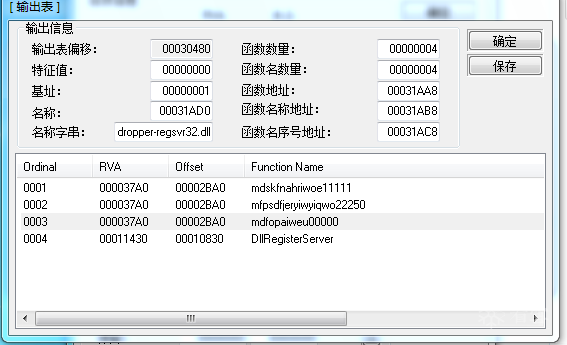 [ 输出表 ]
输出信息
输出表偏移： 00030480 函数数量： 00000004 确定
特征值： 00000000 函数名数量： 00000004 保存
基址： 00000001 函数地址： 00031AA8
名称： 00031AD0 函数名称地址： 00031AB8
名称字串： dropper-regsvr32.dll 函数名序号地址： 00031AC8
Ordinal RVA Offset Function Name
0001 000037A0 00002BA0 mdskfnahriwoe11111
0002 000037A0 00002BA0 mfpsdfjeryiwyiqwo22250
0003 000037A0 00002BA0 mdfopaiweu00000
0004 00011430 00010830 DllRegisterServer